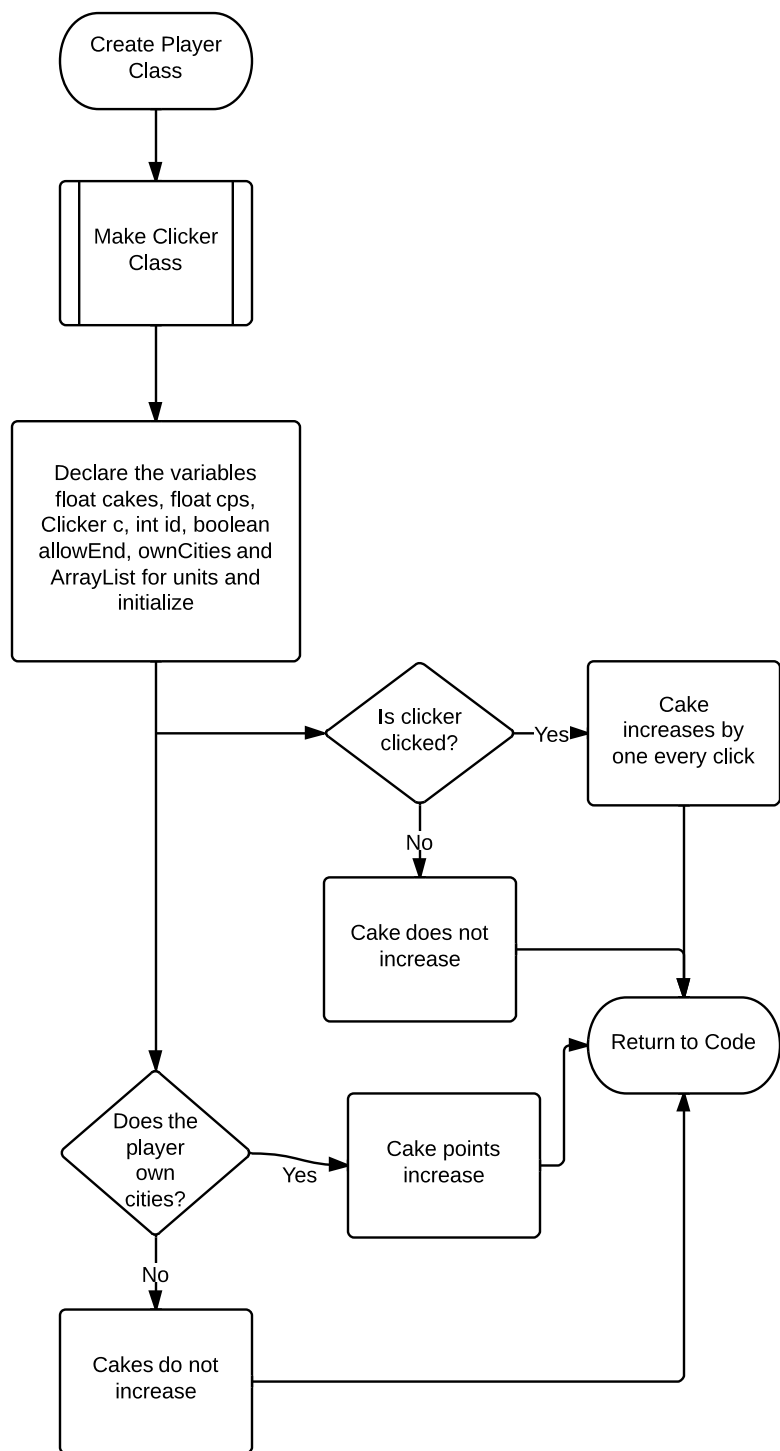 Create Player
Class
Make Clicker
Class
Declare the variables
float cakes, float cps,
Clicker c, int id, boolean
allowEnd, ownCities and
ArrayList for units and
initialize
Is clicker
clicked?
Yes
Cake
increases by
one every click
No
Cake does not
increase
Return to Code
Does the
player
own
cities?
Yes
Cake points
increase
No
Cakes do not
increase